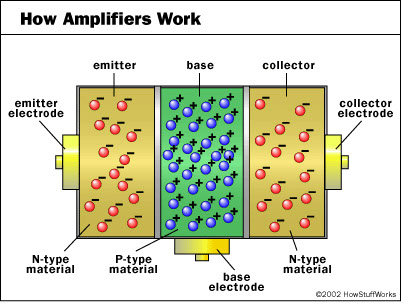 How Amplifiers Work
emitter
base
collector
emitter
electrode
collector
electrode
N-type
material
P-type
material
base
electrode
N-type
material
©2002 HowStuffWorks